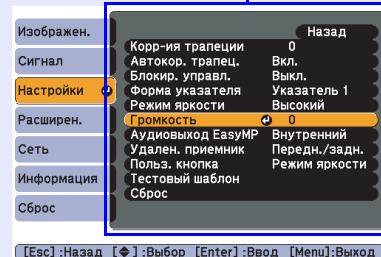 Изображен.
Сигнал
Настройки
Расширен.
Сеть
Информация
Сброс
Назад
Корр-ия трапеции 0
Автокор. трапец. Вкл.
Блокир. управл. Выкл.
Форма указателя Указатель 1
Режим яркости Высокий
Громкость 0
Аудиовыход EasyMP Внутренний
Удален. приемник Передн./задн.
Польз. кнопка Режим яркости
Тестовый шаблон
Сброс
[Esc] :Назад [◆] :Выбор [Enter] :Ввод [Menu] :Выход